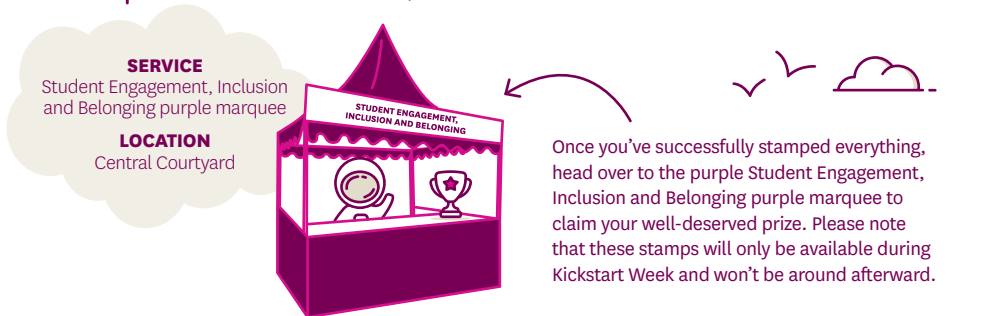 SERVICE
Student Engagement, Inclusion
and Belonging purple marquee
LOCATION
Central Courtyard
STUDENT ENGAGEMENT,
INCLUSION AND BELONGING
Once you’ve successfully stamped everything,
head over to the purple Student Engagement,
Inclusion and Belonging purple marquee to
claim your well-deserved prize. Please note
that these stamps will only be available during
Kickstart Week and won’t be around afterward.